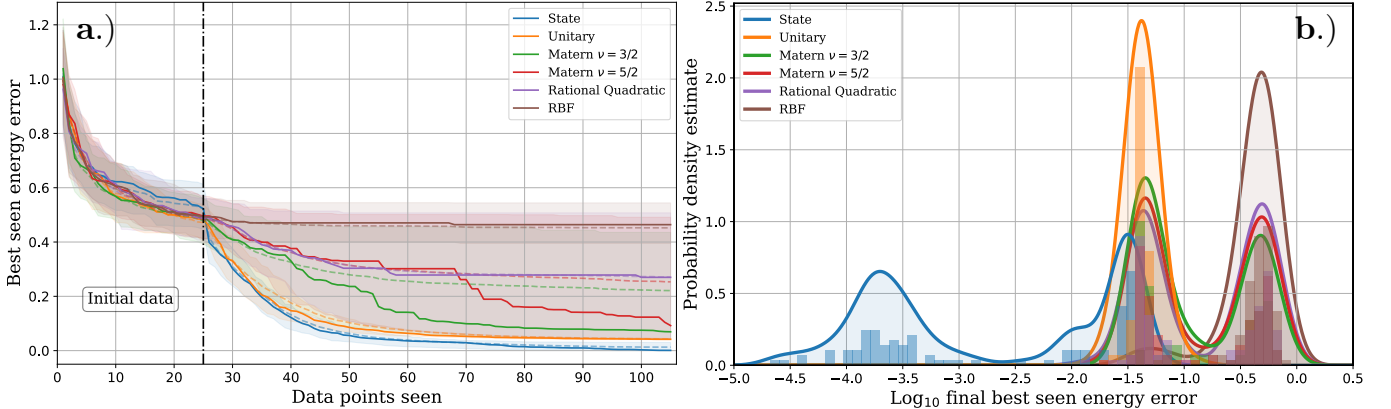 a.)
State
Unitary
Matern ν = 3/2
Matern ν = 5/2
Rational Quadratic
RBF
Initial data
Best seen energy error
1.2
1.0
0.8
0.6
0.4
0.2
0.0
0 10 20 30 40 50 60 70 80 90 100
Data points seen
b.)
State
Unitary
Matern ν = 3/2
Matern ν = 5/2
Rational Quadratic
RBF
Probability density estimate
2.5
2.0
1.5
1.0
0.5
0.0
-5.0 -4.5 -4.0 -3.5 -3.0 -2.5 -2.0 -1.5 -1.0 -0.5 0.0 0.5
Log₁₀ final best seen energy error